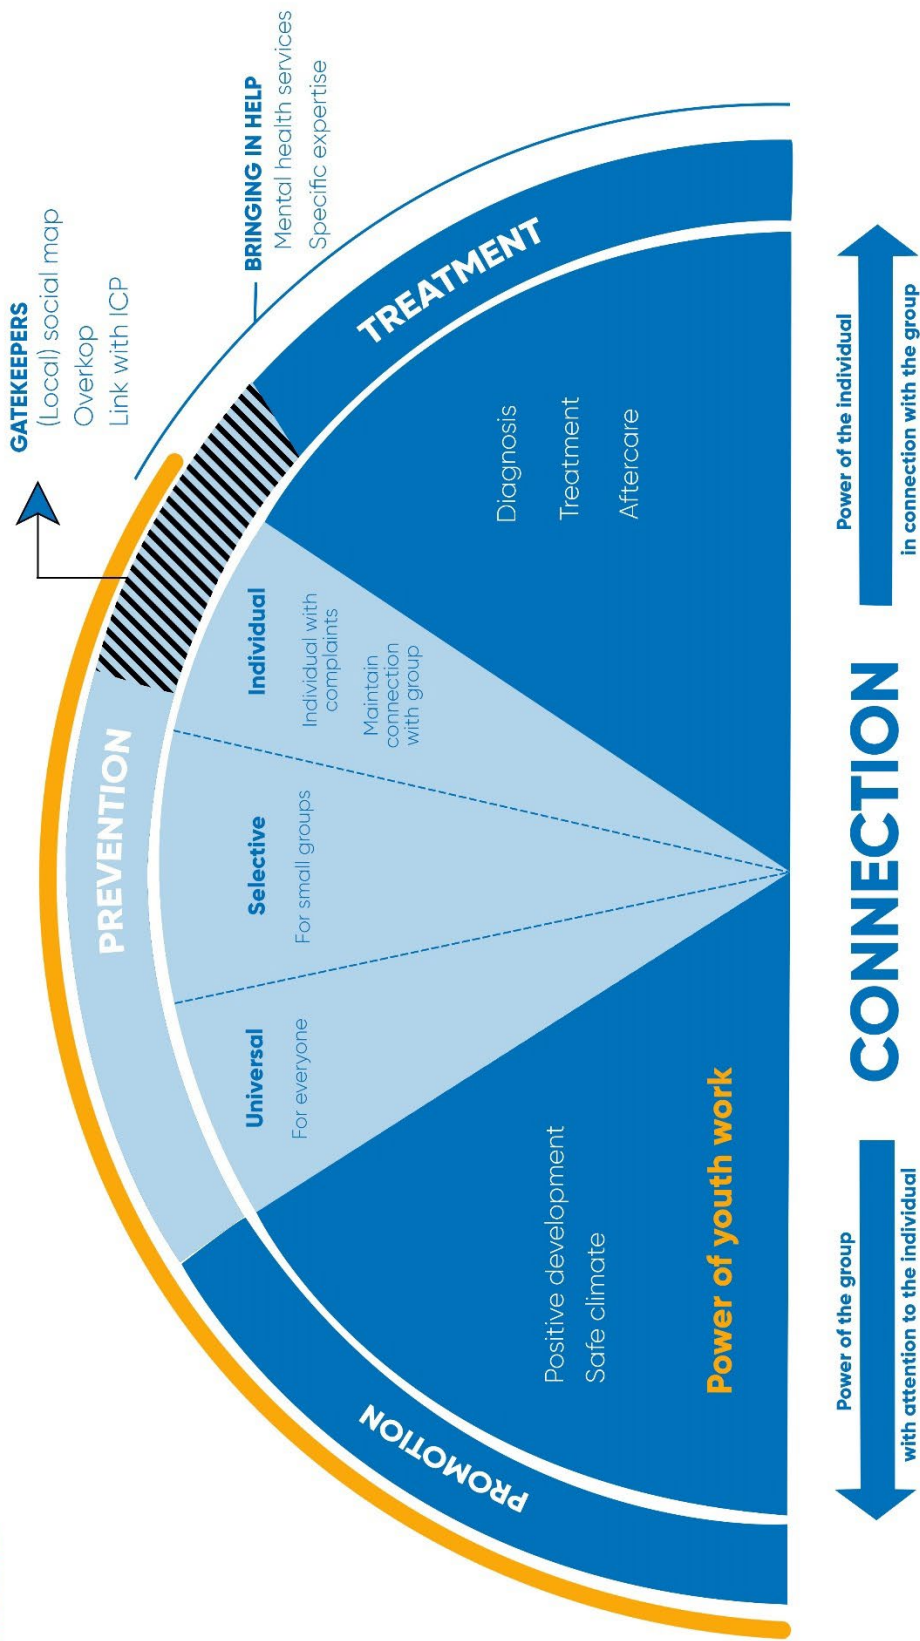 GATEKEEPERS
(Local) social map
Overkop
Link with ICP
BRINGING IN HELP
Mental health services
Specific expertise
PROMOTION
PREVENTION
TREATMENT
Positive development
Safe climate
Power of youth work
Universal
For everyone
Selective
For small groups
Individual
Individual with
complaints
Maintain
connection
with group
Diagnosis
Treatment
Aftercare
Power of the group
with attention to the individual
CONNECTION
Power of the individual
in connection with the group